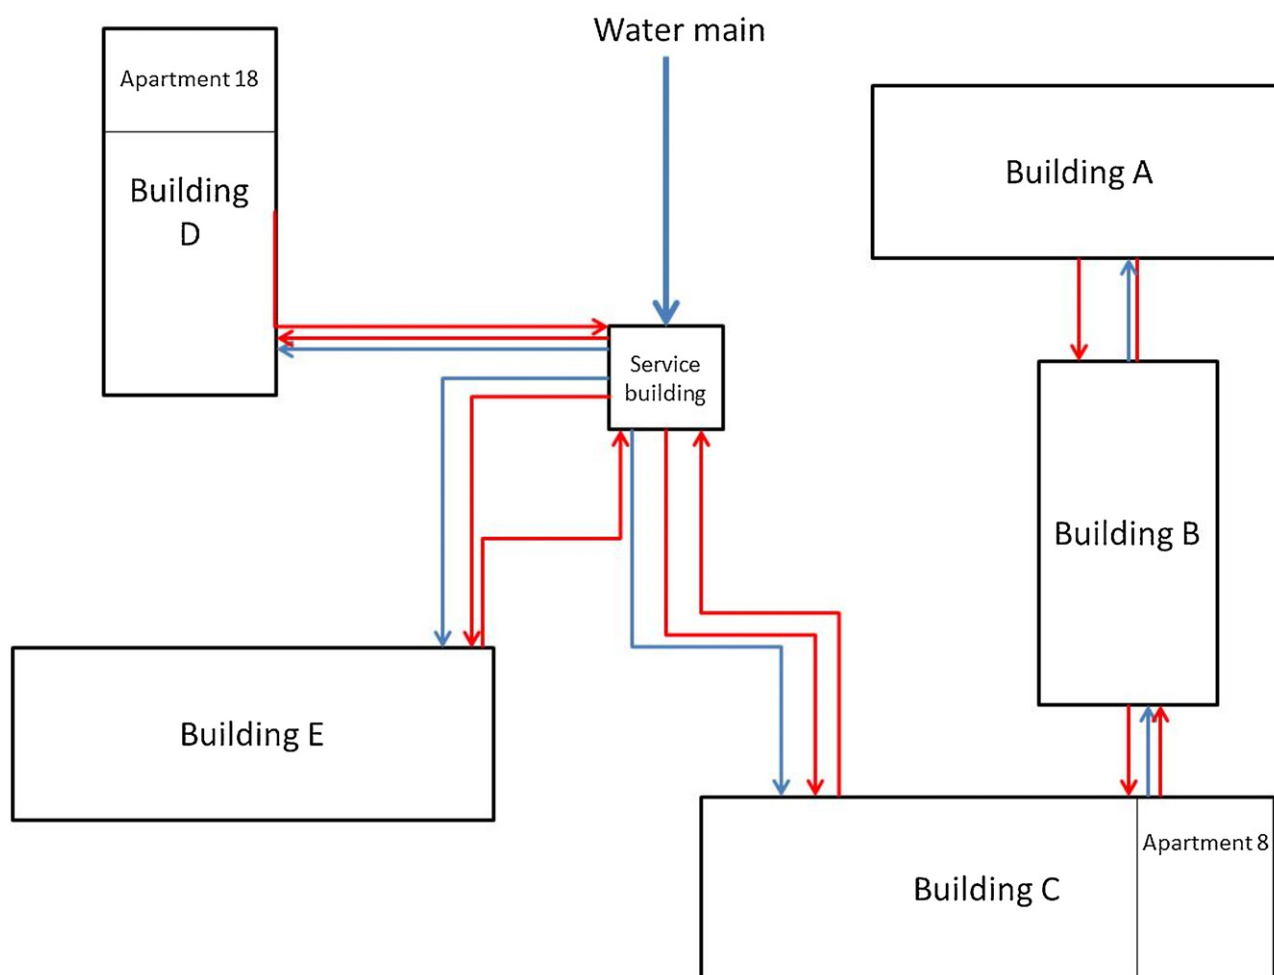 Water main
Apartment 18
Building
D
Building A
Service
building
Building B
Building E
Apartment 8
Building C